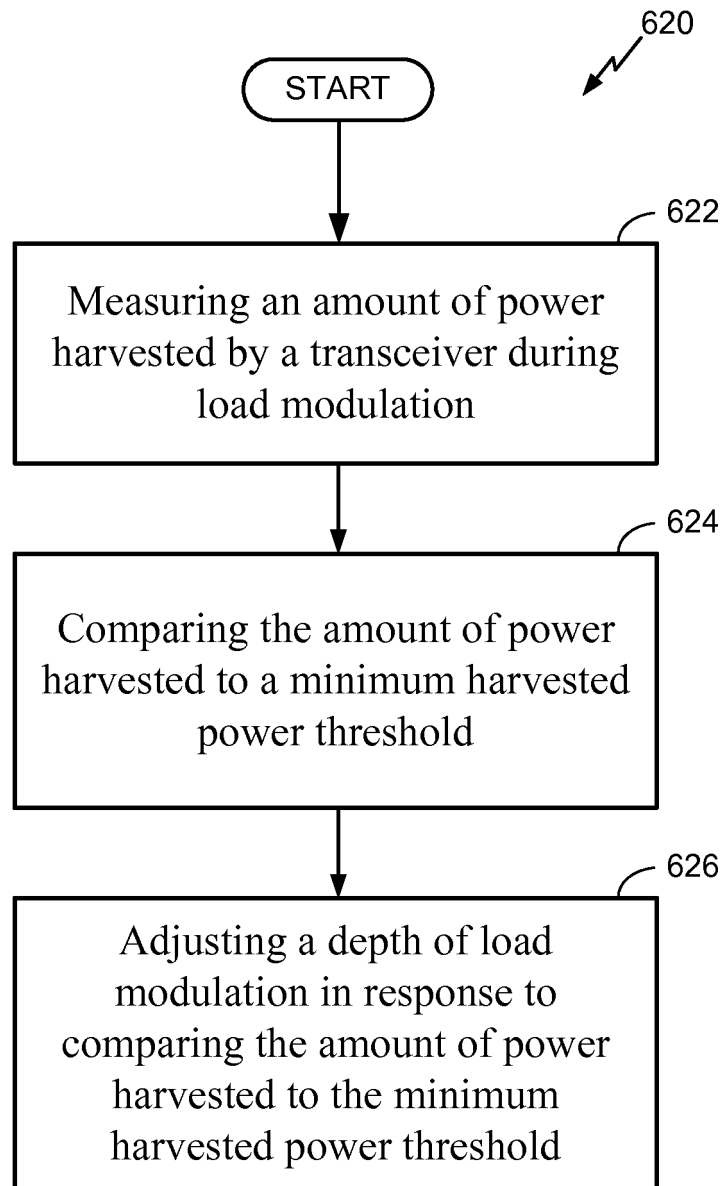 620
START
622
Measuring an amount of power
harvested by a transceiver during
load modulation
624
Comparing the amount of power
harvested to a minimum harvested
power threshold
626
Adjusting a depth of load
modulation in response to
comparing the amount of power
harvested to the minimum
harvested power threshold